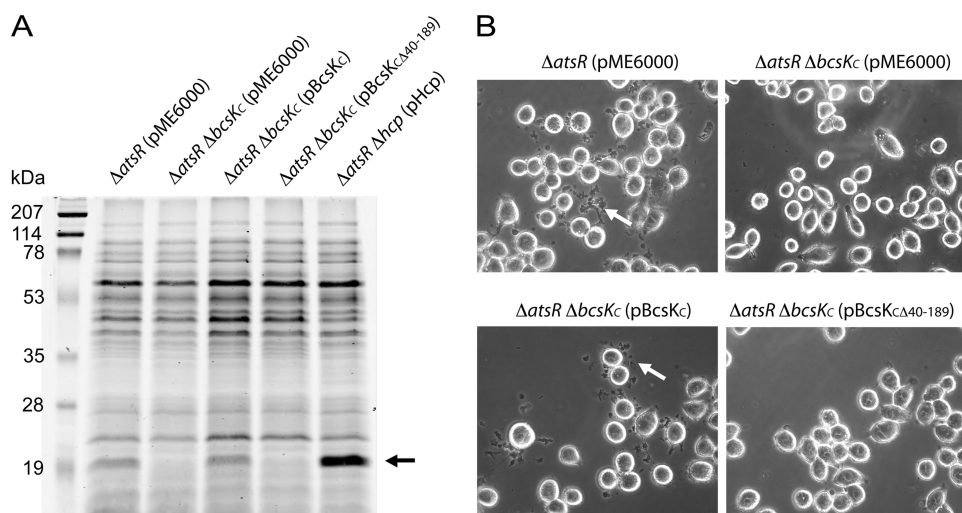 A
ΔatsR (pME6000)
ΔatsR ΔbcsKc (pME6000)
ΔatsR ΔbcsKc (pBcsKc)
ΔatsR ΔbcsKc (pBcsKcΔ40-189)
ΔatsR Δhcp (pHcp)
kDa
207
114
78
53
35
28
19
B
ΔatsR (pME6000)
ΔatsR ΔbcsKc (pME6000)
ΔatsR ΔbcsKc (pBcsKc)
ΔatsR ΔbcsKc (pBcsKcΔ40-189)